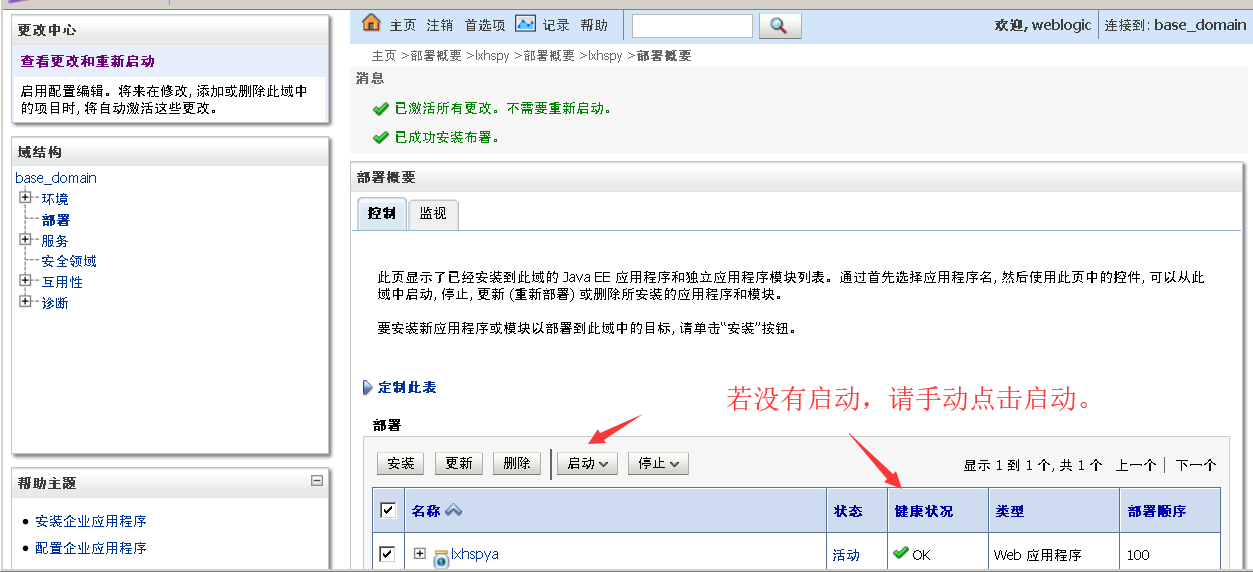 更改中心
查看更改和重新启动
启用配置编辑。将来在修改, 添加或删除此域中
的项目时, 将自动激活这些更改。
域结构
base_domain
环境
部署
服务
安全领域
互用性
诊断
帮助主题
安装企业应用程序
配置企业应用程序
主页 注销 首选项 记录 帮助
欢迎, weblogic 连接到: base_domain
主页 >部署概要 >lxhspy >部署概要 >lxhspy >部署概要
消息
已激活所有更改。不需要重新启动。
已成功安装布署。
部署概要
控制 监视
此页显示了已经安装到此域的 Java EE 应用程序和独立应用程序模块列表。通过首先选择应用程序名, 然后使用此页中的控件, 可以从此
域中启动, 停止, 更新 (重新部署) 或删除所安装的应用程序和模块。
要安装新应用程序或模块以部署到此域中的目标, 请单击“安装”按钮。
定制此表
若没有启动，请手动点击启动。
部署
安装 更新 删除 启动 停止 显示 1 到 1 个, 共 1 个 上一个 下一个
名称 状态 健康状况 类型 部署顺序
lxhspya 活动 OK Web 应用程序 100